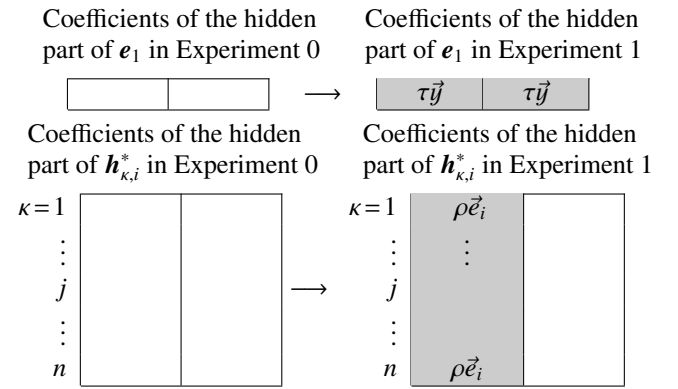 Coefficients of the hidden part of 𝒆₁ in Experiment 0
Coefficients of the hidden part of 𝒆₁ in Experiment 1
⟶
τy⃗ τy⃗
Coefficients of the hidden part of 𝒉*_{κ,i} in Experiment 0
Coefficients of the hidden part of 𝒉*_{κ,i} in Experiment 1
κ = 1
⋮
j
⋮
n
⟶
κ = 1 ρe⃗ᵢ
⋮ ⋮
j
⋮
n ρe⃗ᵢ